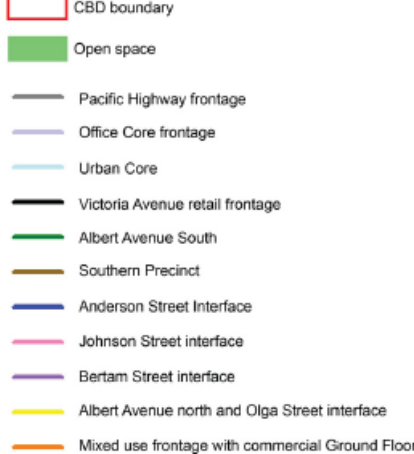 CBD boundary
Open space
Pacific Highway frontage
Office Core frontage
Urban Core
Victoria Avenue retail frontage
Albert Avenue South
Southern Precinct
Anderson Street Interface
Johnson Street interface
Bertam Street interface
Albert Avenue north and Olga Street interface
Mixed use frontage with commercial Ground Floor